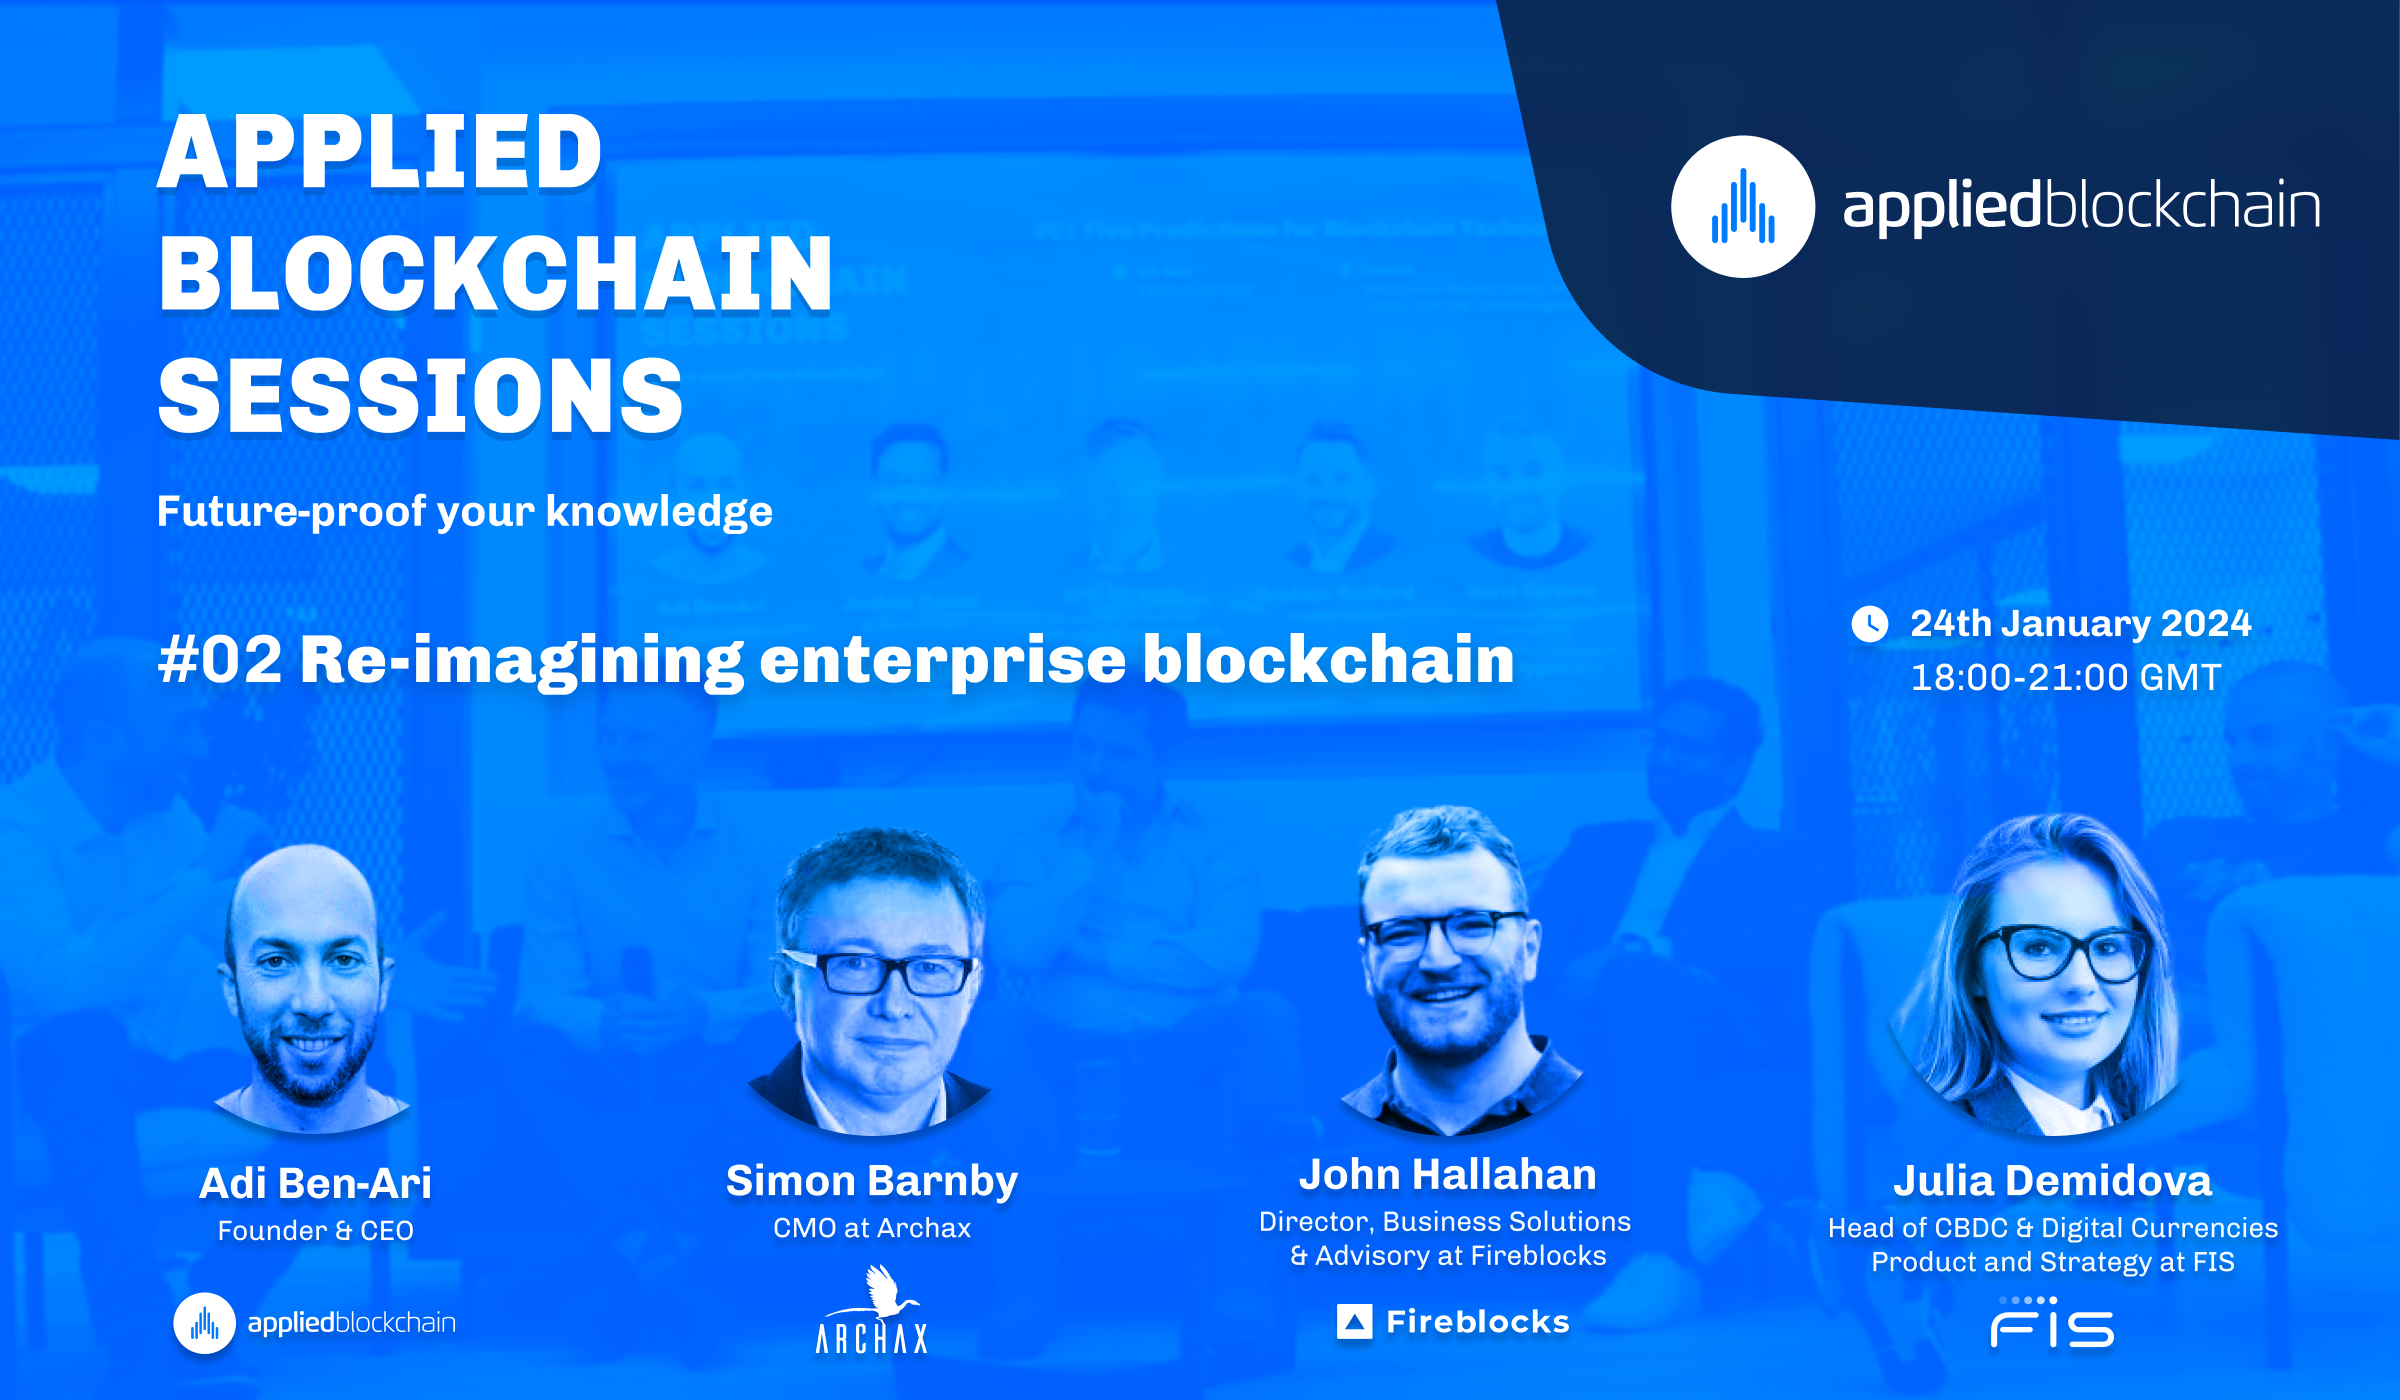 APPLIED
BLOCKCHAIN
SESSIONS
appliedblockchain
Future-proof your knowledge
#02 Re-imagining enterprise blockchain
24th January 2024
18:00-21:00 GMT
Adi Ben-Ari
Founder & CEO
appliedblockchain
Simon Barnby
CMO at Archax
ARCHAX
John Hallahan
Director, Business Solutions
& Advisory at Fireblocks
Fireblocks
Julia Demidova
Head of CBDC & Digital Currencies
Product and Strategy at FIS
FIS